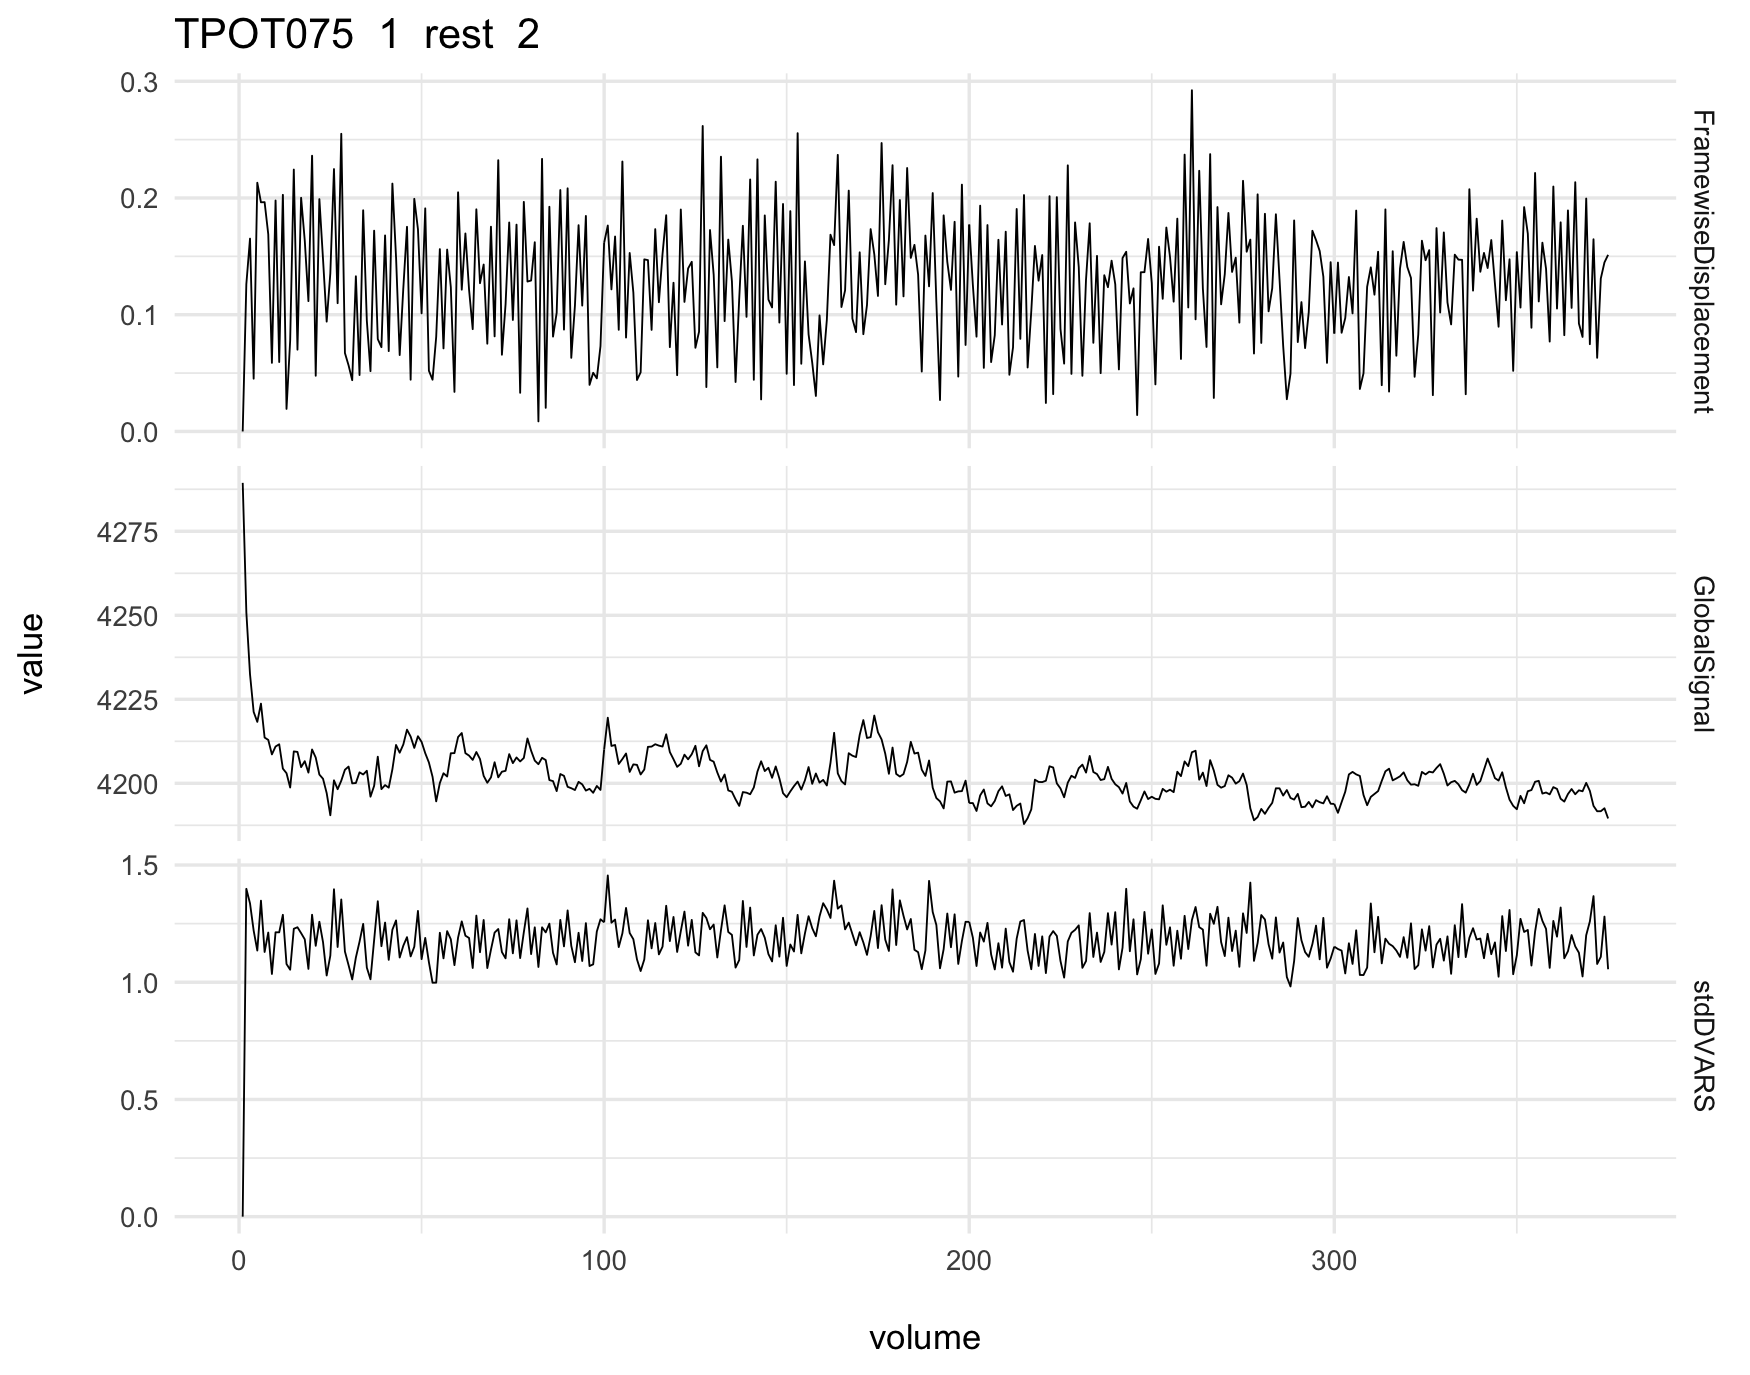 TPOT075 1 rest 2
0.3
0.2
0.1
0.0
FramewiseDisplacement
4275
4250
4225
4200
GlobalSignal
value
1.5
1.0
0.5
0.0
stdDVARS
0 100 200 300
volume